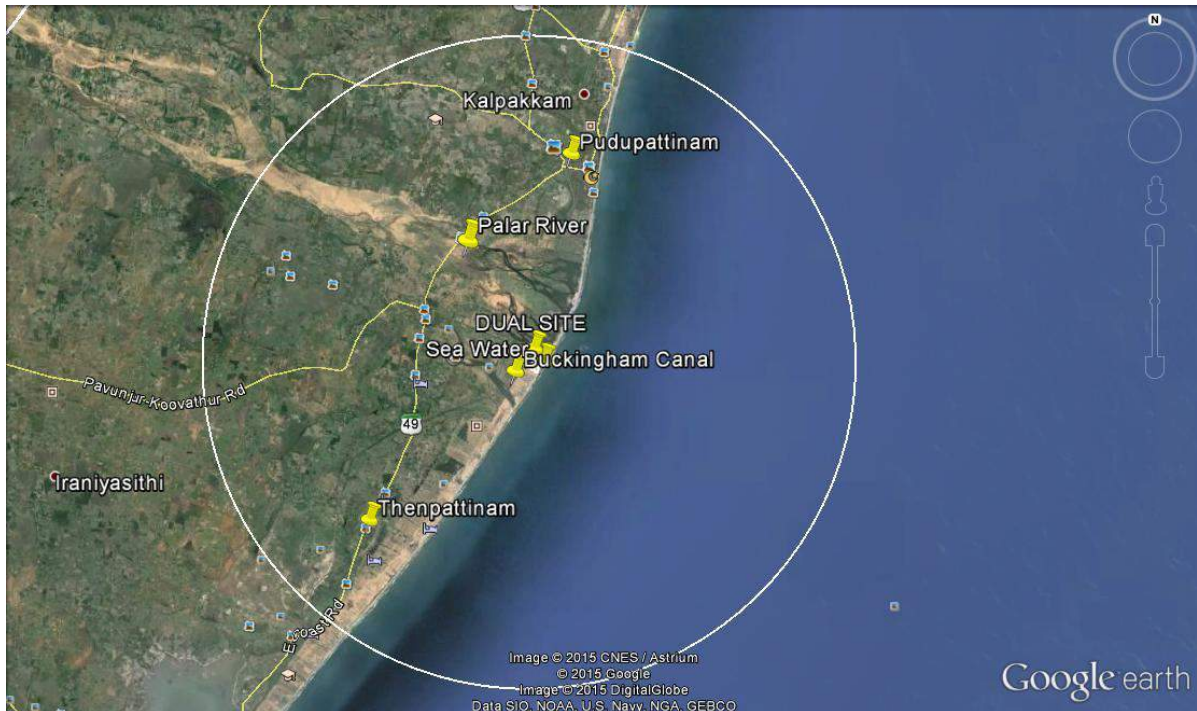 N
Kalpakkam
Pudupattinam
Palar River
DUAL SITE
Sea Water
Buckingham Canal
Pavunjur-Koovathur Rd
49
Iraniyasithi
Thenpattinam
Rd
Image © 2015 CNES / Astrium
© 2015 Google
Image © 2015 DigitalGlobe
Data SIO, NOAA, U.S. Navy, NGA, GEBCO
Google earth